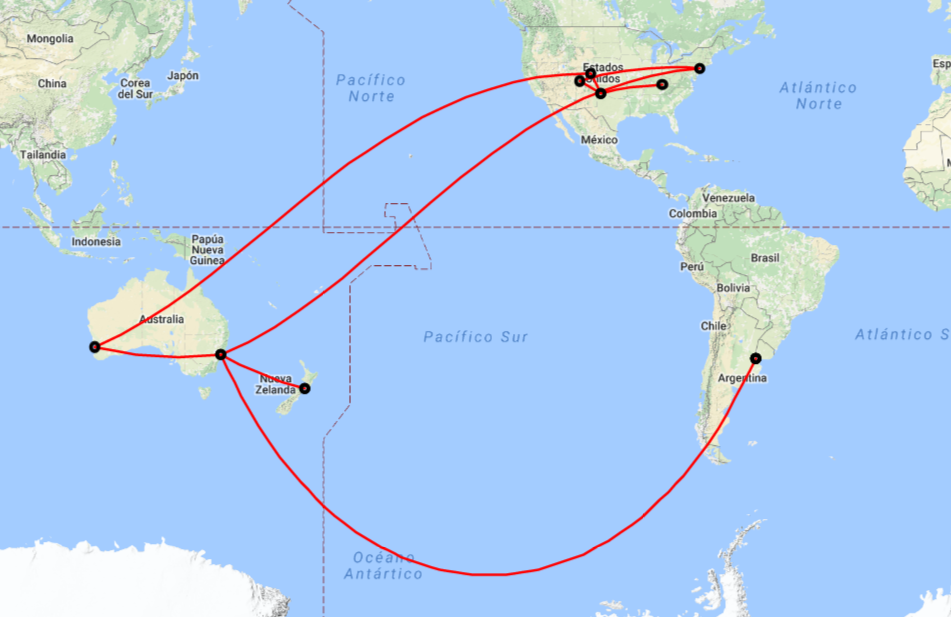 Mongolia
China
Corea
del Sur
Japón
Tailandia
Pacífico
Norte
Estados
Unidos
México
Atlántico
Norte
Esp
M
Venezuela
Colombia
Indonesia
Papúa
Nueva
Guinea
Perú
Brasil
Bolivia
Australia
Chile
Pacífico Sur
Atlántico S
Nueva
Zelanda
Argentina
Océano
Antártico